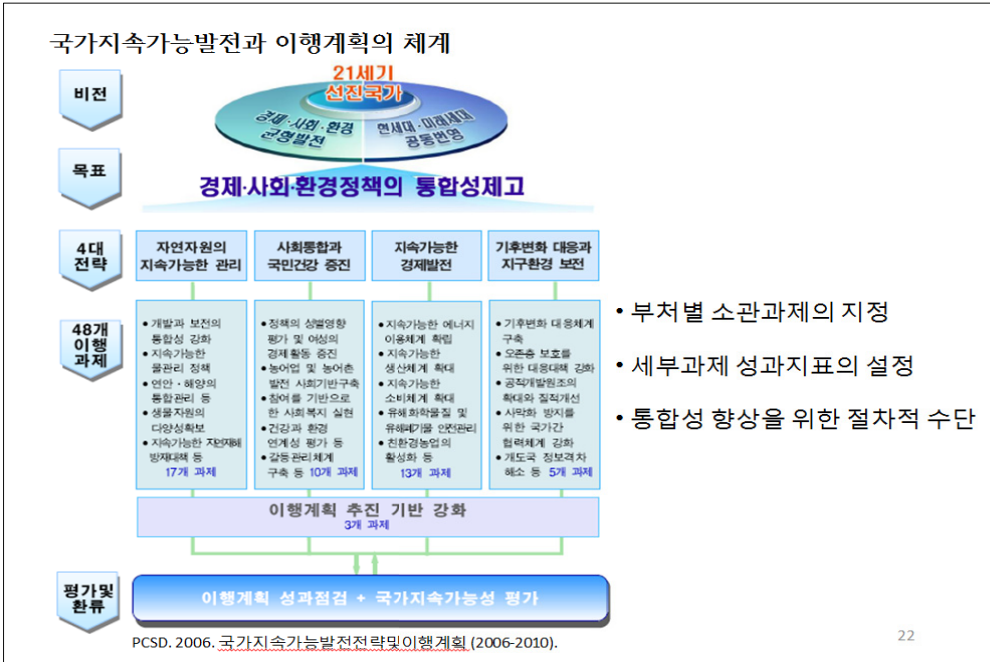 국가지속가능발전과 이행계획의 체계
비전
21세기
선진국가
경제·사회·환경
균형발전
현세대·미래세대
공동번영
목표
경제·사회·환경정책의 통합성제고
4대
전략
자연자원의
지속가능한 관리
사회통합과
국민건강 증진
지속가능한
경제발전
기후변화 대응과
지구환경 보전
48개
이행
과제
• 개발과 보전의
통합성 강화
• 지속가능한
물관리 정책
• 연안·해양의
통합관리 등
• 생물자원의
다양성확보
• 지속가능한 자연재해
방재대책 등
17개 과제
• 정책의 성별영향
평가 및 여성의
경제활동 증진
• 농어업 및 농어촌
발전 사회기반구축
• 참여를 기반으로
한 사회복지 실현
• 건강과 환경
연계성 평가 등
• 갈등관리체계
구축 등 10개 과제
• 지속가능한 에너지
이용체계 확립
• 지속가능한
생산체계 확대
• 지속가능한
소비체계 확대
• 유해화학물질 및
유해폐기물 안전관리
• 친환경농업의
활성화 등
13개 과제
• 기후변화 대응체계
구축
• 오존층 보호를
위한 대응대책 강화
• 공적개발원조의
확대와 질적개선
• 사막화 방지를
위한 국가간
협력체계 강화
• 개도국 정보격차
해소 등 5개 과제
이행계획 추진 기반 강화
3개 과제
평가및
환류
이행계획 성과점검 + 국가지속가능성 평가
• 부처별 소관과제의 지정
• 세부과제 성과지표의 설정
• 통합성 향상을 위한 절차적 수단
PCSD. 2006. 국가지속가능발전전략및이행계획 (2006-2010).
22